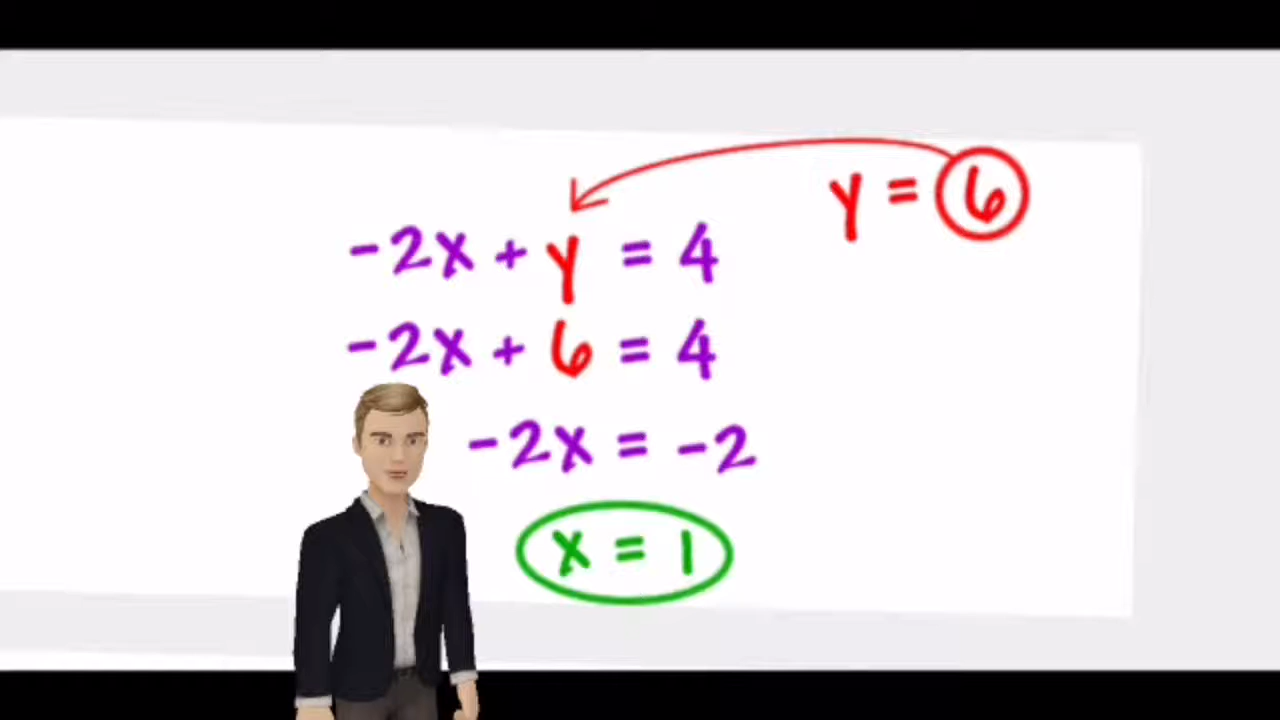 y = 6
-2x + y = 4
-2x + 6 = 4
-2x = -2
x = 1